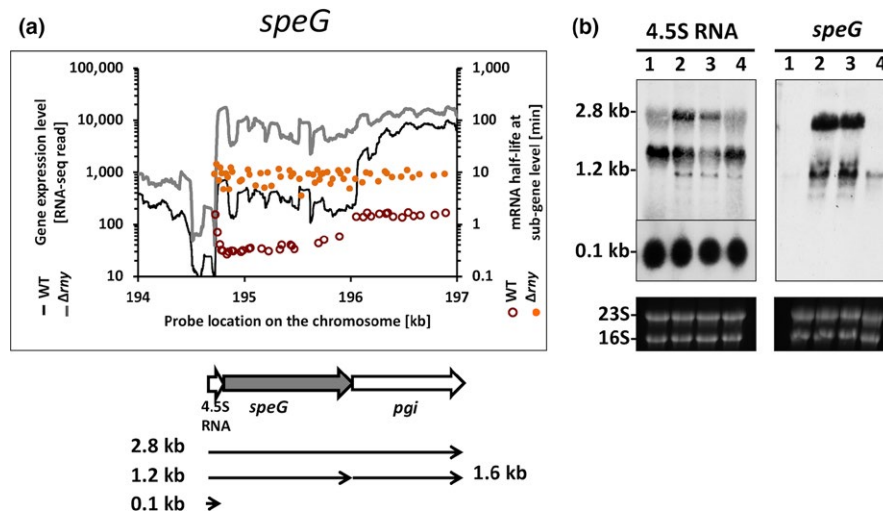 (a)
speG
100,000
10,000
1,000
100
10
Gene expression level
[RNA-seq read]
— WT
— Δrny
1,000
100
10
1
0.1
mRNA half-life at
sub-gene level [min]
WT
Δrny
194
195
196
197
Probe location on the chromosome [kb]
4.5S
RNA
speG
pgi
2.8 kb
1.2 kb
1.6 kb
0.1 kb
(b)
4.5S RNA
speG
1 2 3 4
1 2 3 4
2.8 kb-
1.2 kb-
0.1 kb-
23S-
16S-